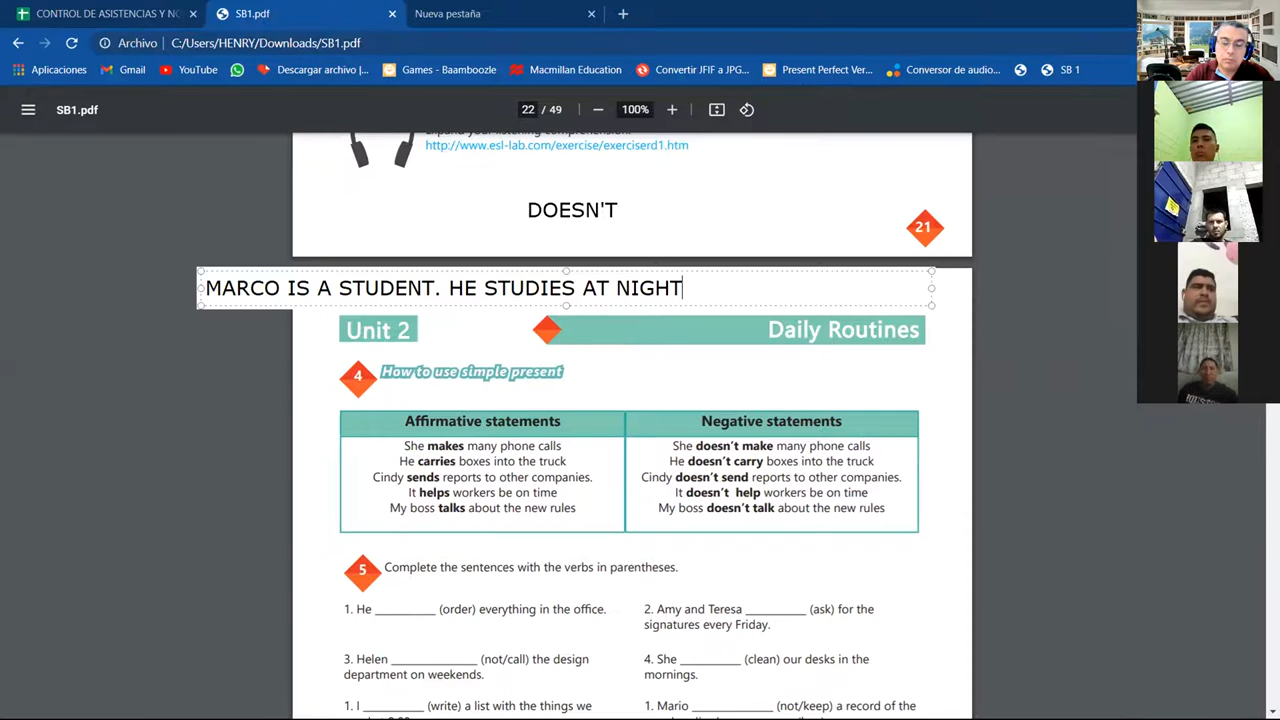 CONTROL DE ASISTENCIAS Y NO
SB1.pdf
Nueva pestaña
Archivo
C:/Users/HENRY/Downloads/SB1.pdf
Aplicaciones
Gmail
YouTube
Descargar archivo |...
Games - Baamboozle
Macmillan Education
Convertir JFIF a JPG...
Present Perfect Ver...
Conversor de audio...
SB 1
SB1.pdf
22 / 49
100%
expand your listening comprehension:
http://www.esl-lab.com/exercise/exerciserd1.htm
DOESN'T
21
MARCO IS A STUDENT. HE STUDIES AT NIGHT
Unit 2
Daily Routines
4
How to use simple present
Affirmative statements
Negative statements
She makes many phone calls
She doesn't make many phone calls
He carries boxes into the truck
He doesn't carry boxes into the truck
Cindy sends reports to other companies.
Cindy doesn't send reports to other companies.
It helps workers be on time
It doesn't help workers be on time
My boss talks about the new rules
My boss doesn't talk about the new rules
5
Complete the sentences with the verbs in parentheses.
1. He __________ (order) everything in the office.
2. Amy and Teresa __________ (ask) for the
signatures every Friday.
3. Helen ______________ (not/call) the design
department on weekends.
4. She __________ (clean) our desks in the
mornings.
1. I __________ (write) a list with the things we
1. Mario _____________ (not/keep) a record of the